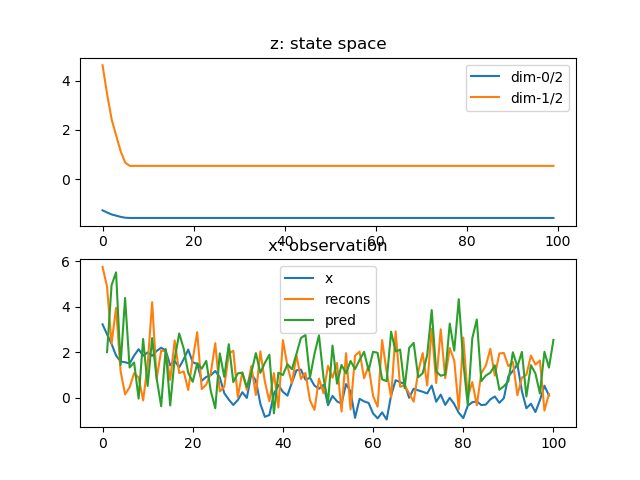 z: state space
4
2
0
dim-0/2
dim-1/2
0 20 40 60 80 100
x: observation
6
4
2
0
x
recons
pred
0 20 40 60 80 100